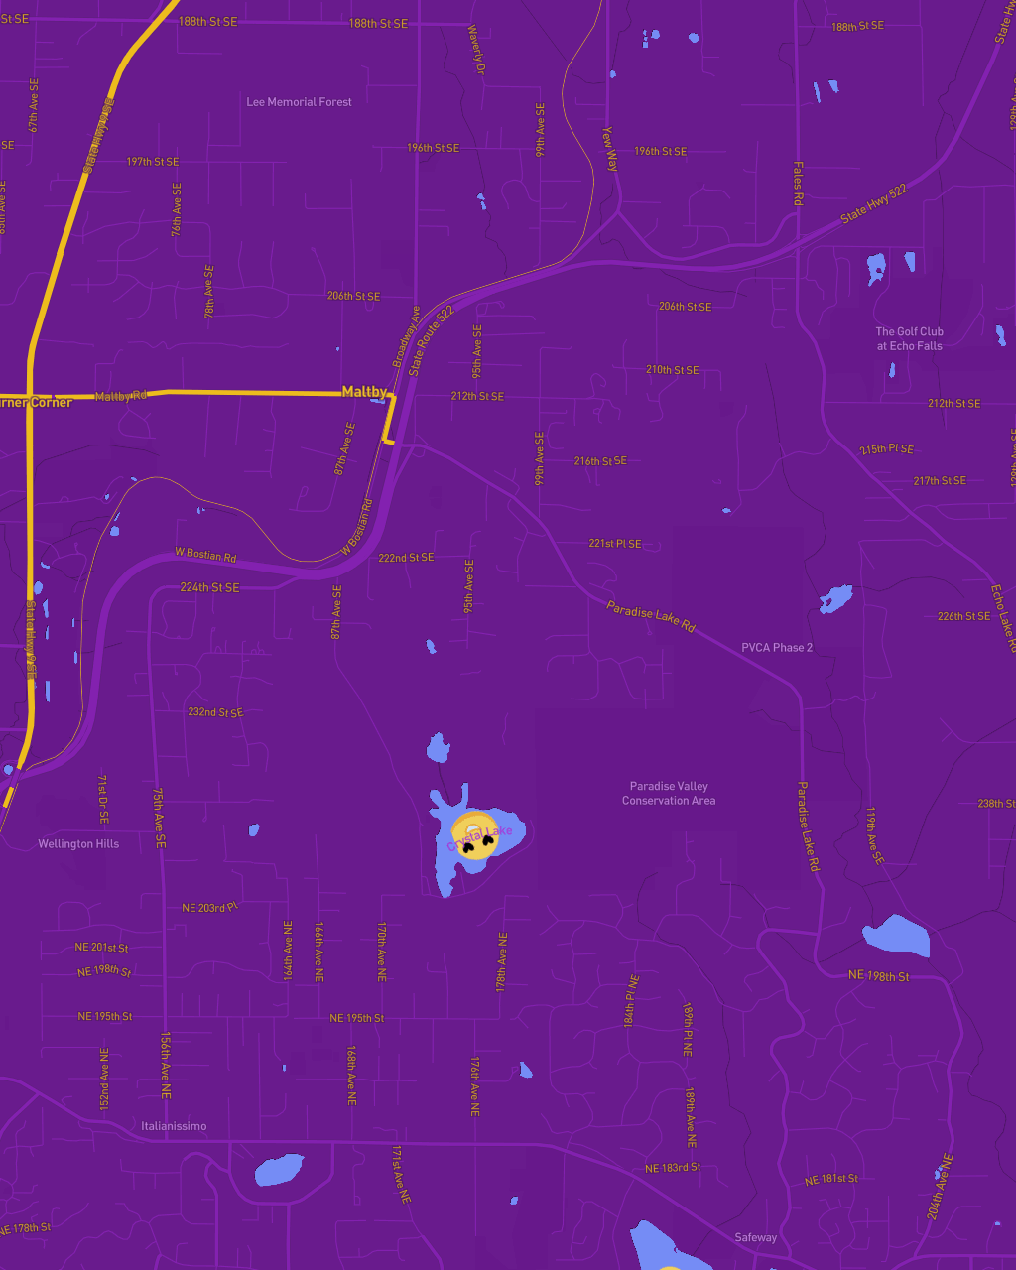 St SE
188th St SE
188th St SE
188th St SE
Waverly Dr
State Hwy 9 SE
67th Ave SE
Lee Memorial Forest
99th Ave SE
Yew Way
SE
197th St SE
196th St SE
196th St SE
Fales Rd
76th Ave SE
State Hwy 522
78th Ave SE
206th St SE
206th St SE
Broadway Ave
State Route 522
95th Ave SE
The Golf Club
at Echo Falls
210th St SE
Maltby Rd
Maltby
212th St SE
212th St SE
rner Corner
87th Ave SE
99th Ave SE
216th St SE
215th Pl SE
217th St SE
W Bostian Rd
W Bostian Rd
222nd St SE
221st Pl SE
224th St SE
87th Ave SE
95th Ave SE
Paradise Lake Rd
226th St SE
Echo Lake Rd
PVCA Phase 2
232nd St SE
71st Dr SE
75th Ave SE
Paradise Valley
Conservation Area
Paradise Lake Rd
119th Ave SE
238th St
Crystal Lake
Wellington Hills
NE 203rd Pl
164th Ave NE
166th Ave NE
170th Ave NE
178th Ave NE
NE 201st St
NE 198th St
NE 198th St
184th Pl NE
189th Pl NE
NE 195th St
NE 195th St
152nd Ave NE
156th Ave NE
168th Ave NE
176th Ave NE
189th Ave NE
Italianissimo
171st Ave NE
NE 183rd St
NE 181st St
204th Ave NE
NE 178th St
Safeway